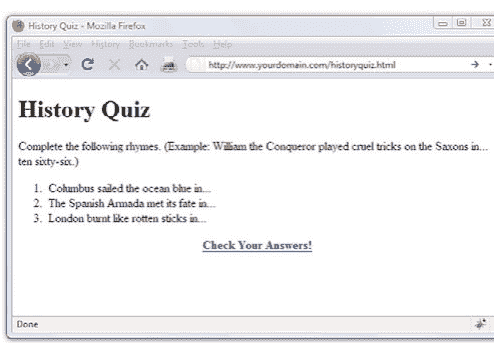 History Quiz - Mozilla Firefox
File Edit View History Bookmarks Tools Help
http://www.yourdomain.com/historyquiz.html
History Quiz
Complete the following rhymes. (Example: William the Conqueror played cruel tricks on the Saxons in...
ten sixty-six.)
1. Columbus sailed the ocean blue in...
2. The Spanish Armada met its fate in...
3. London burnt like rotten sticks in...
Check Your Answers!
Done